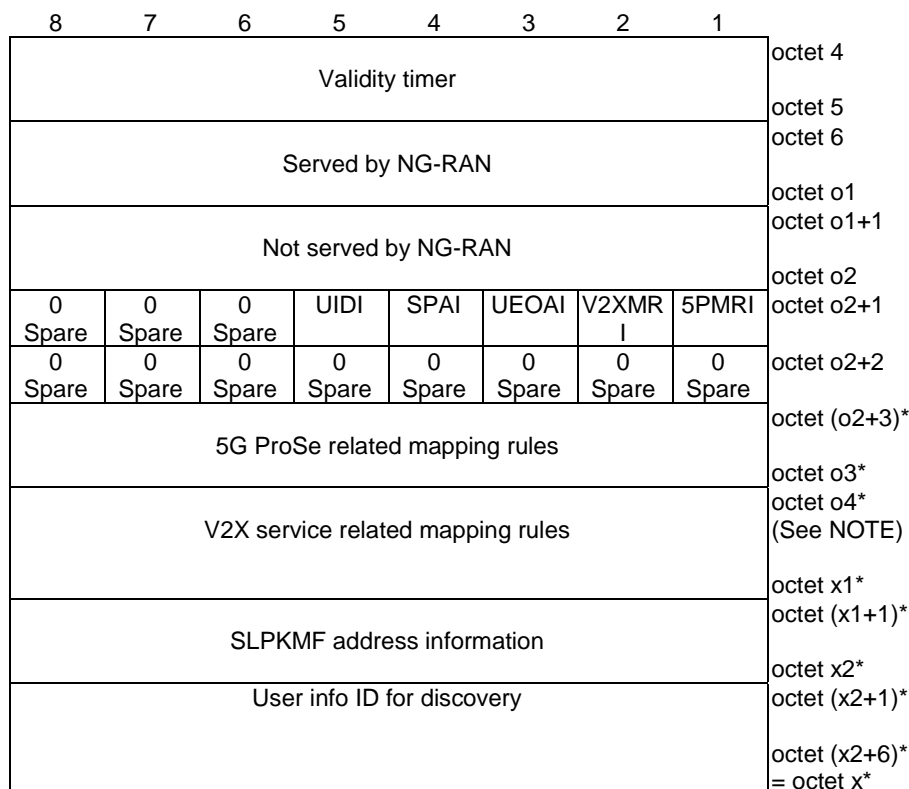 8 7 6 5 4 3 2 1
Validity timer
octet 4
octet 5
Served by NG-RAN
octet 6
octet o1
Not served by NG-RAN
octet o1+1
octet o2
0 Spare 0 Spare 0 Spare UIDI SPAI UEOAI V2XMRI 5PMRI octet o2+1
0 Spare 0 Spare 0 Spare 0 Spare 0 Spare 0 Spare 0 Spare 0 Spare octet o2+2
5G ProSe related mapping rules
octet (o2+3)*
octet o3*
V2X service related mapping rules
octet o4*
(See NOTE)
octet x1*
SLPKMF address information
octet (x1+1)*
octet x2*
User info ID for discovery
octet (x2+1)*
octet (x2+6)*
= octet x*